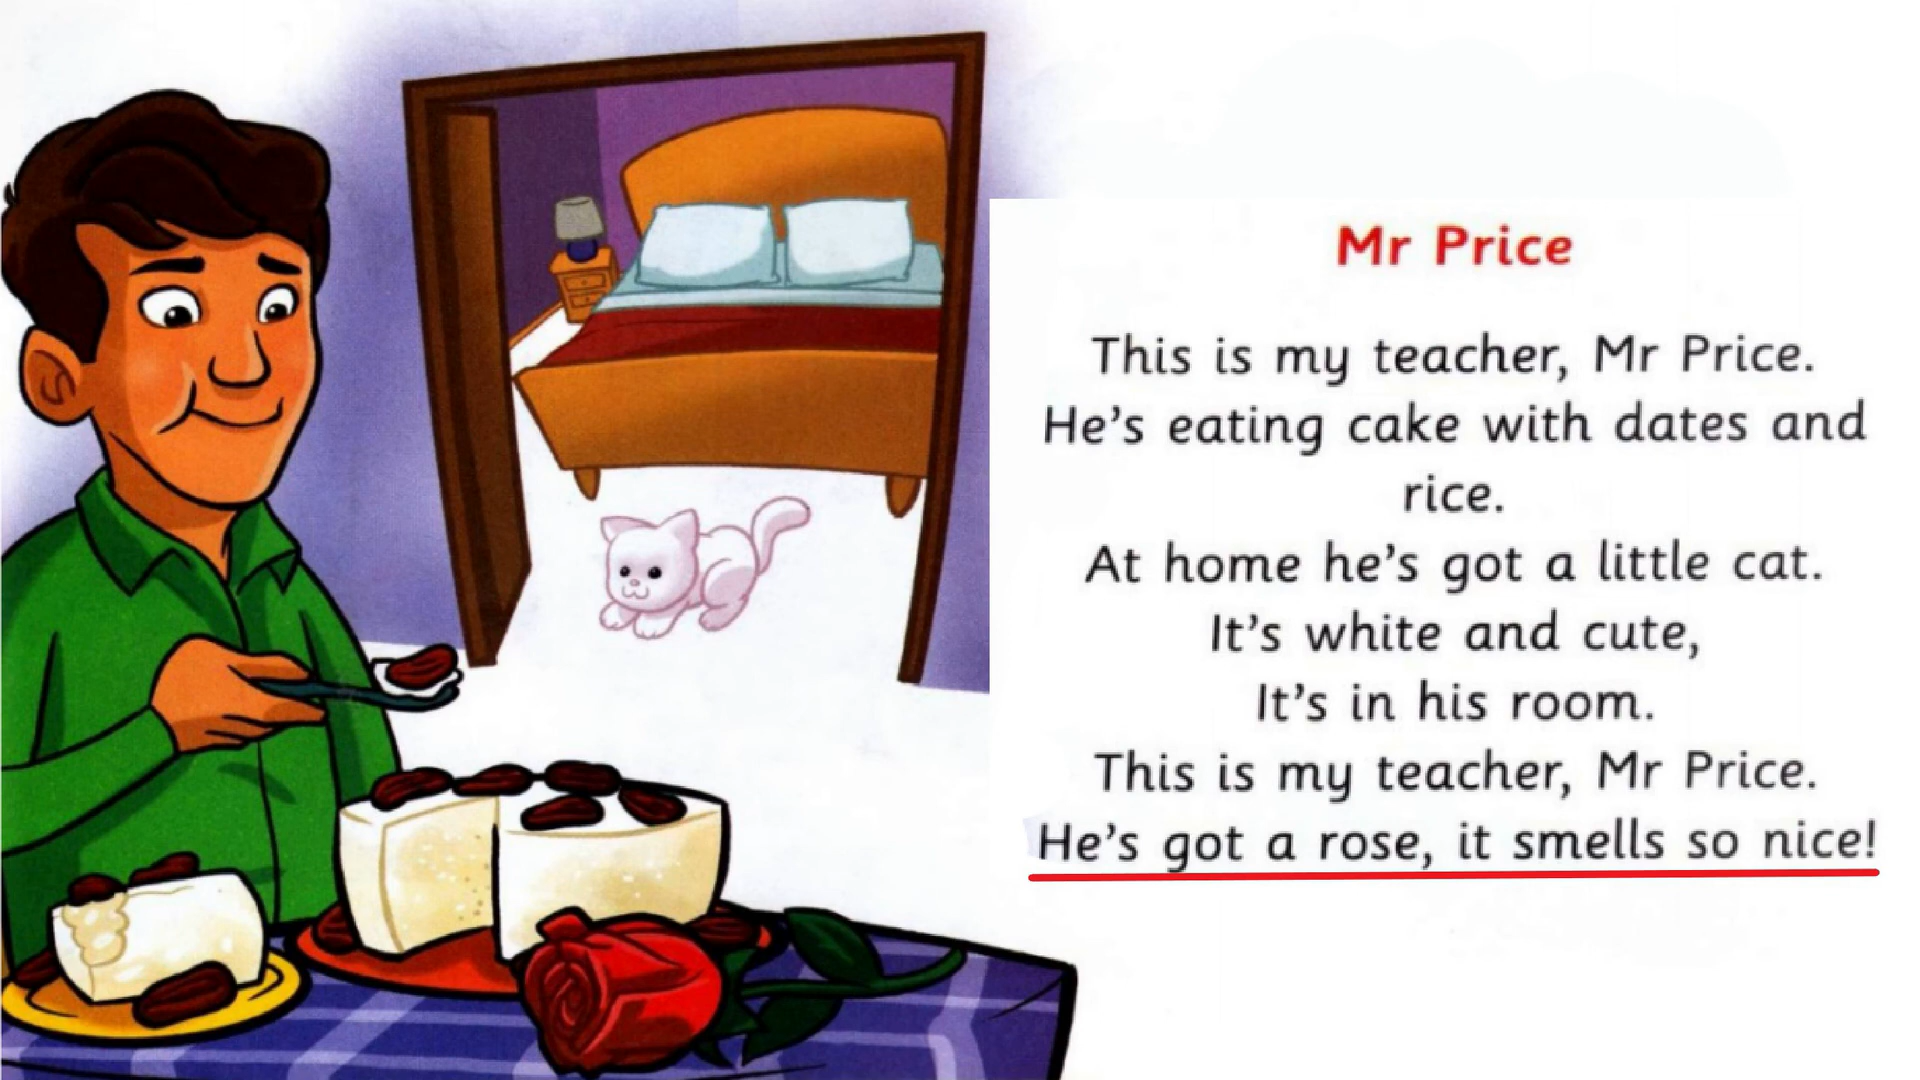 Mr Price
This is my teacher, Mr Price.
He's eating cake with dates and
rice.
At home he's got a little cat.
It's white and cute,
It's in his room.
This is my teacher, Mr Price.
He's got a rose, it smells so nice!